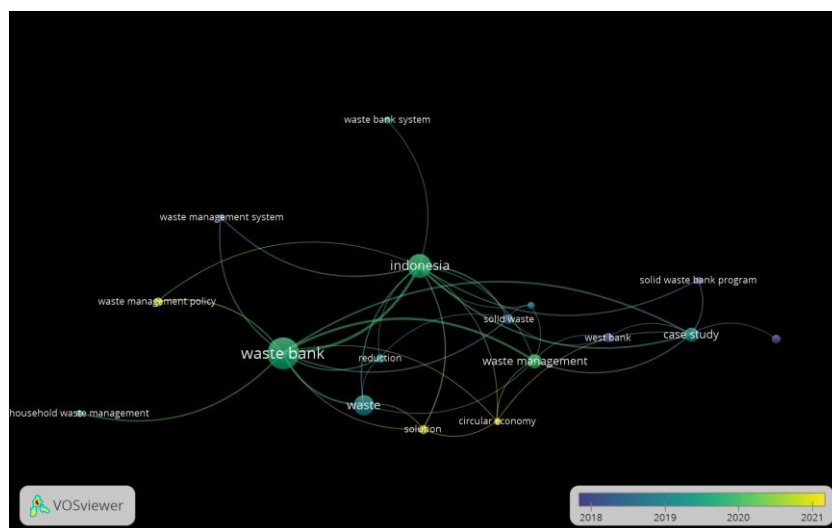 waste bank system
waste management system
indonesia
solid waste bank program
waste management policy
solid waste
west bank
case study
waste bank
reduction
waste management
waste
household waste management
solution
circular economy
VOSviewer
2018
2019
2020
2021